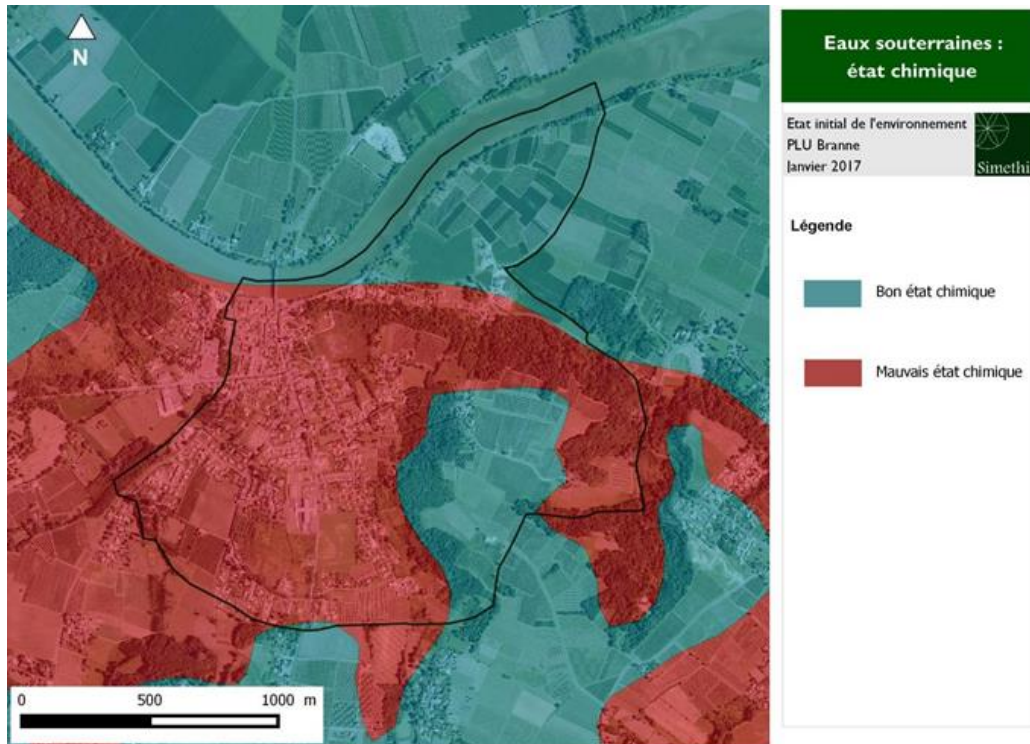 N
Eaux souterraines :
état chimique
Etat initial de l'environnement
PLU Branne
Janvier 2017
Simethi
Légende
Bon état chimique
Mauvais état chimique
0 500 1000 m